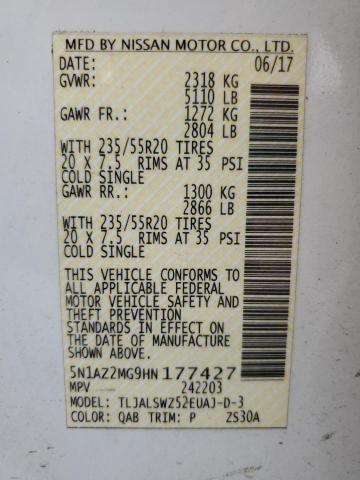 MFD BY NISSAN MOTOR CO., LTD.
DATE: 06/17
GVWR: 2318 KG
5110 LB
GAWR FR.: 1272 KG
2804 LB
WITH 235/55R20 TIRES
20 X 7.5 RIMS AT 35 PSI
COLD SINGLE
GAWR RR.: 1300 KG
2866 LB
WITH 235/55R20 TIRES
20 X 7.5 RIMS AT 35 PSI
COLD SINGLE
THIS VEHICLE CONFORMS TO
ALL APPLICABLE FEDERAL
MOTOR VEHICLE SAFETY AND
THEFT PREVENTION
STANDARDS IN EFFECT ON
THE DATE OF MANUFACTURE
SHOWN ABOVE.
5N1AZ2MG9HN177427
MPV 242203
MODEL: TLJALSWZ52EUAJ-D-3
COLOR: QAB TRIM: P ZS30A